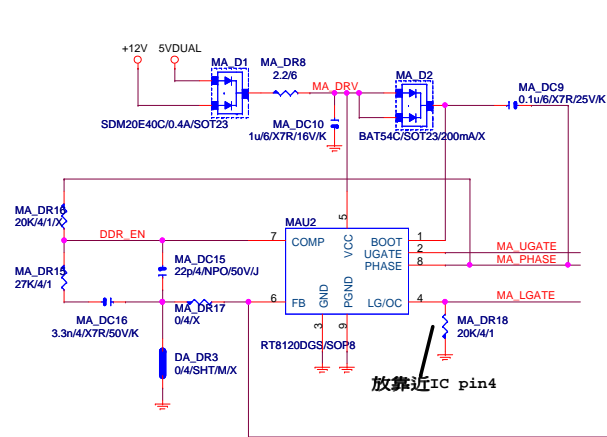 +12V
5VDUAL
MA_D1
MA_DR8
2.2/6
MA_DRV
MA_D2
MA_DC9
0.1u/6/X7R/25V/K
SDM20E40C/0.4A/SOT23
MA_DC10
1u/6/X7R/16V/K
BAT54C/SOT23/200mA/X
MA_DR16
20K/4/1/X
DDR_EN
MAU2
5
7
COMP
VCC
BOOT
1
UGATE
2
MA_UGATE
PHASE
8
MA_PHASE
MA_DR15
27K/4/1
MA_DC15
22p/4/NPO/50V/J
MA_DC16
3.3n/4/X7R/50V/K
MA_DR17
0/4/X
6
FB
GND
PGND
LG/OC
4
MA_LGATE
3
9
MA_DR18
20K/4/1
RT8120DGS/SOP8
DA_DR3
0/4/SHT/M/X
放靠近IC pin4